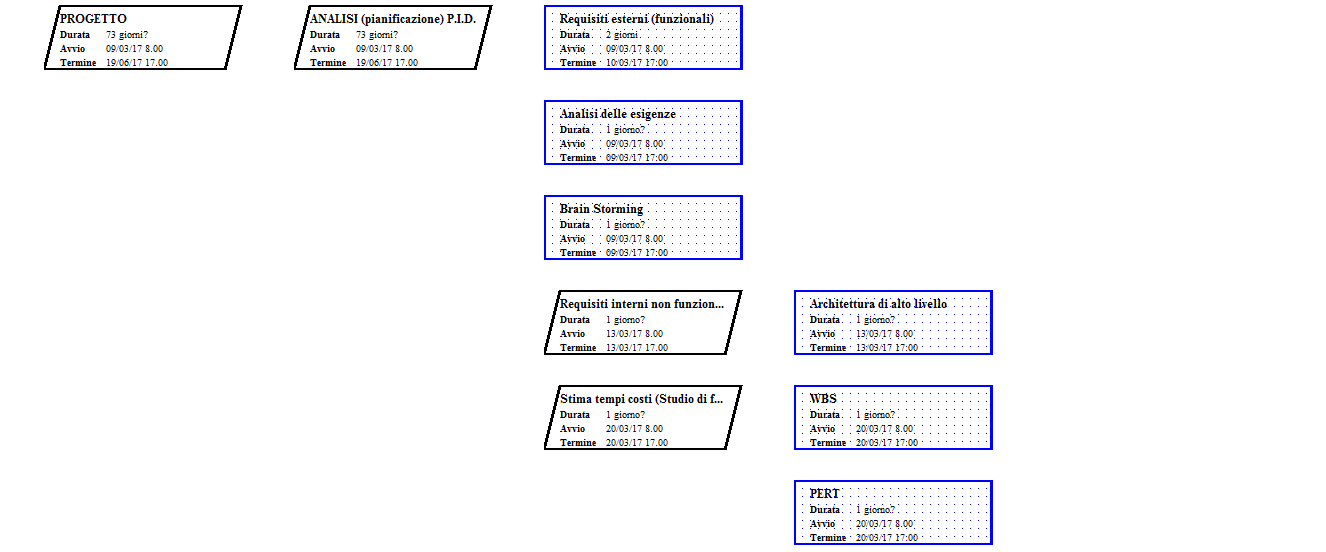 PROGETTO
Durata 73 giorni?
Avvio 09/03/17 8.00
Termine 19/06/17 17.00
ANALISI (pianificazione) P.I.D.
Durata 73 giorni?
Avvio 09/03/17 8.00
Termine 19/06/17 17.00
Requisiti esterni (funzionali)
Durata 2 giorni
Avvio 09/03/17 8.00
Termine 10/03/17 17:00
Analisi delle esigenze
Durata 1 giorno?
Avvio 09/03/17 8.00
Termine 09/03/17 17:00
Brain Storming
Durata 1 giorno?
Avvio 09/03/17 8.00
Termine 09/03/17 17:00
Requisiti interni non funzion...
Durata 1 giorno?
Avvio 13/03/17 8.00
Termine 13/03/17 17.00
Architettura di alto livello
Durata 1 giorno?
Avvio 13/03/17 8.00
Termine 13/03/17 17:00
Stima tempi costi (Studio di f...
Durata 1 giorno?
Avvio 20/03/17 8.00
Termine 20/03/17 17.00
WBS
Durata 1 giorno?
Avvio 20/03/17 8.00
Termine 20/03/17 17:00
PERT
Durata 1 giorno?
Avvio 20/03/17 8.00
Termine 20/03/17 17:00